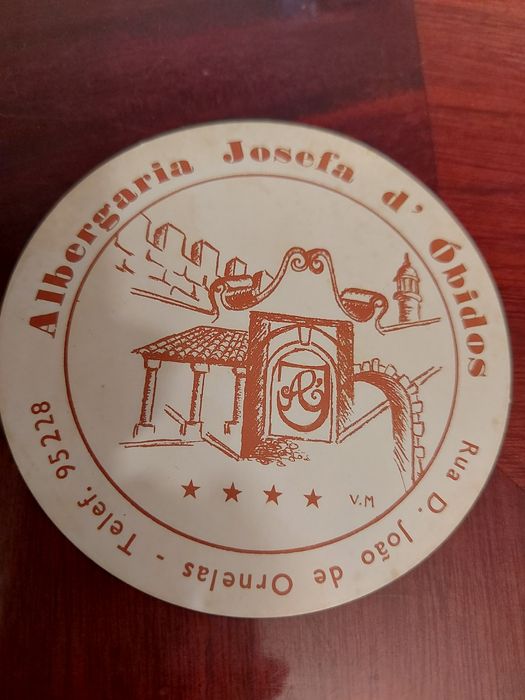 Albergaria Josefa d' Óbidos
V.M
Rua D. João de Ornelas - Telef. 95228